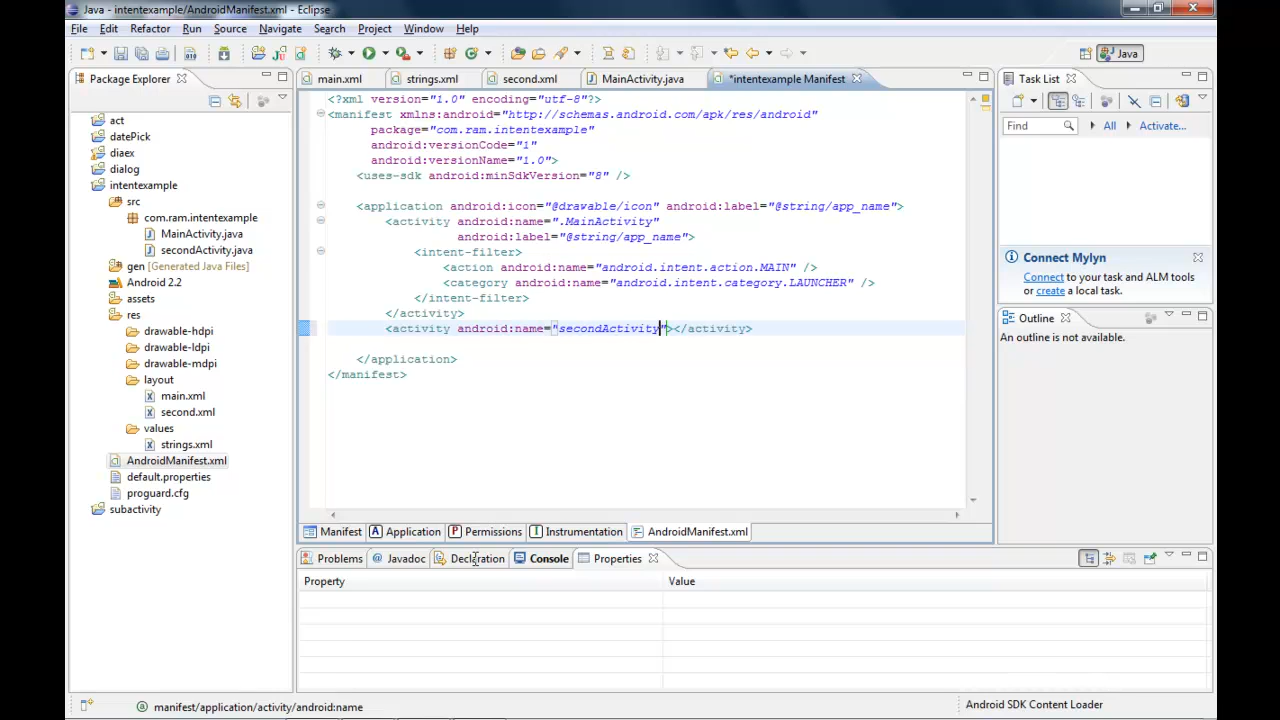 Java - intentexample/AndroidManifest.xml - Eclipse
File Edit Refactor Run Source Navigate Search Project Window Help
Java
Package Explorer
act
datePick
diaex
dialog
intentexample
src
com.ram.intentexample
MainActivity.java
secondActivity.java
gen [Generated Java Files]
Android 2.2
assets
res
drawable-hdpi
drawable-ldpi
drawable-mdpi
layout
main.xml
second.xml
values
strings.xml
AndroidManifest.xml
default.properties
proguard.cfg
subactivity
main.xml strings.xml second.xml MainActivity.java *intentexample Manifest
<?xml version="1.0" encoding="utf-8"?>
<manifest xmlns:android="http://schemas.android.com/apk/res/android"
package="com.ram.intentexample"
android:versionCode="1"
android:versionName="1.0">
<uses-sdk android:minSdkVersion="8" />
<application android:icon="@drawable/icon" android:label="@string/app_name">
<activity android:name=".MainActivity"
android:label="@string/app_name">
<intent-filter>
<action android:name="android.intent.action.MAIN" />
<category android:name="android.intent.category.LAUNCHER" />
</intent-filter>
</activity>
<activity android:name="secondActivity"></activity>
</application>
</manifest>
Manifest Application Permissions Instrumentation AndroidManifest.xml
Problems Javadoc Declaration Console Properties
Property Value
Task List
Find All Activate...
Connect Mylyn
Connect to your task and ALM tools
or create a local task.
Outline
An outline is not available.
manifest/application/activity/android:name
Android SDK Content Loader